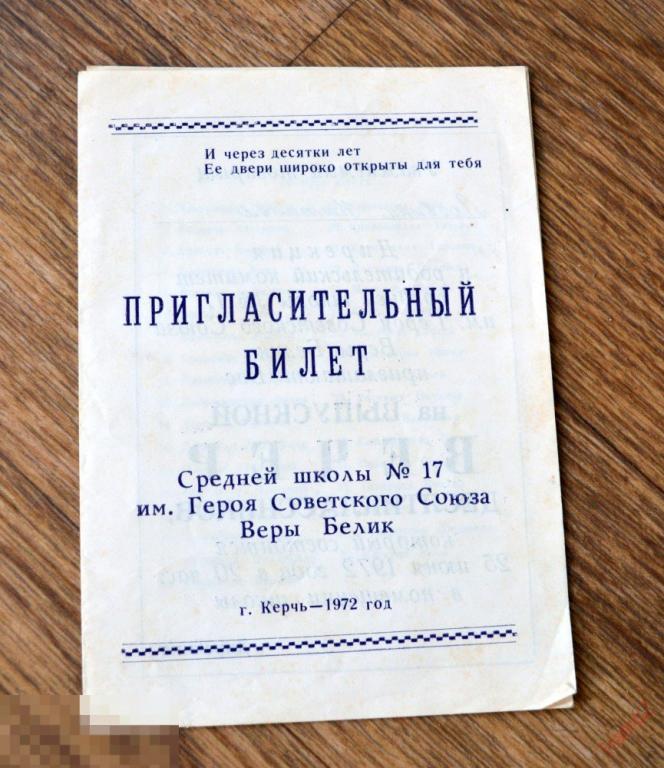 И через десятки лет
Ее двери широко открыты для тебя
ПРИГЛАСИТЕЛЬНЫЙ
БИЛЕТ
Средней школы № 17
им. Героя Советского Союза
Веры Белик
г. Керчь—1972 год